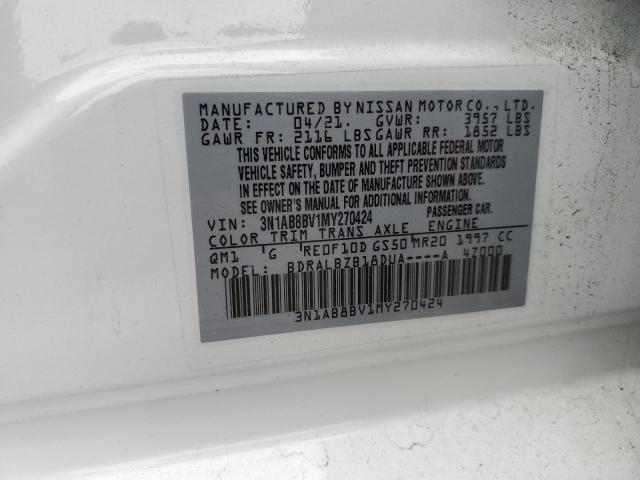 MANUFACTURED BY NISSAN MOTOR CO., LTD.
DATE: 04/21. GVWR: 3957 LBS
GAWR FR: 2116 LBS GAWR RR: 1852 LBS
THIS VEHICLE CONFORMS TO ALL APPLICABLE FEDERAL MOTOR
VEHICLE SAFETY, BUMPER AND THEFT PREVENTION STANDARDS
IN EFFECT ON THE DATE OF MANUFACTURE SHOWN ABOVE.
SEE OWNER'S MANUAL FOR ADDITIONAL INFORMATION.
VIN: 3N1AB8BV1MY270424 PASSENGER CAR.
COLOR TRIM TRANS AXLE ENGINE
QM1 G RE0F10D GS50 MR20 1997 CC
MODEL: BDRALBZB18DUA----A 47000
3N1AB8BV1MY270424